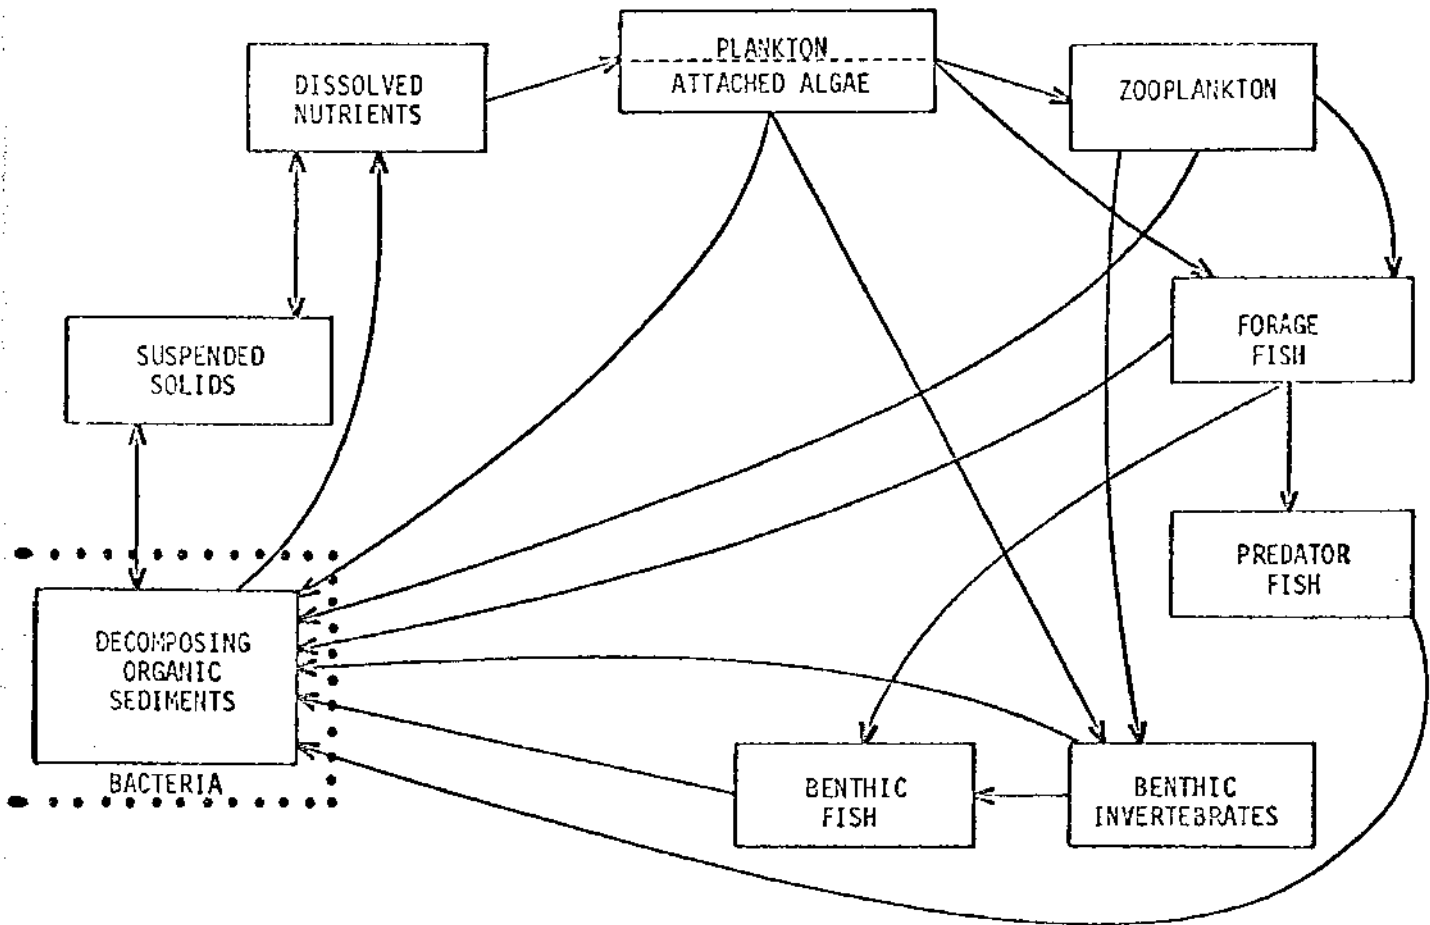 PLANKTON
ATTACHED ALGAE
DISSOLVED
NUTRIENTS
ZOOPLANKTON
SUSPENDED
SOLIDS
FORAGE
FISH
PREDATOR
FISH
DECOMPOSING
ORGANIC
SEDIMENTS
BACTERIA
BENTHIC
FISH
BENTHIC
INVERTEBRATES